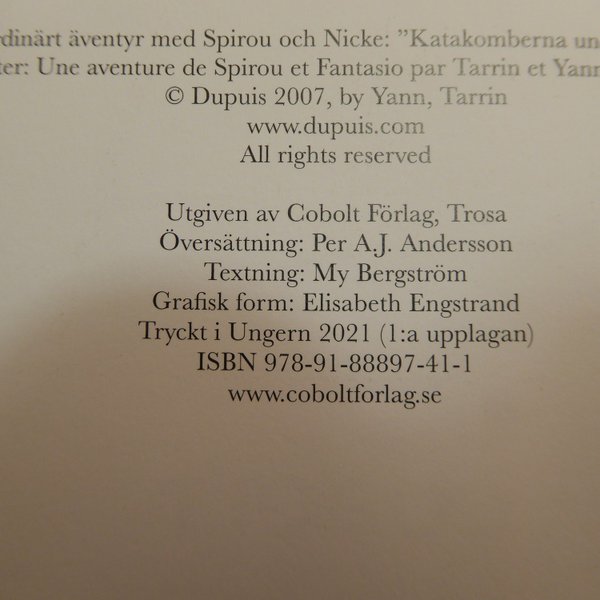 rdinärt äventyr med Spirou och Nicke: ”Katakomberna un
ter: Une aventure de Spirou et Fantasio par Tarrin et Yann
© Dupuis 2007, by Yann, Tarrin
www.dupuis.com
All rights reserved
Utgiven av Cobolt Förlag, Trosa
Översättning: Per A.J. Andersson
Textning: My Bergström
Grafisk form: Elisabeth Engstrand
Tryckt i Ungern 2021 (1:a upplagan)
ISBN 978-91-88897-41-1
www.coboltforlag.se